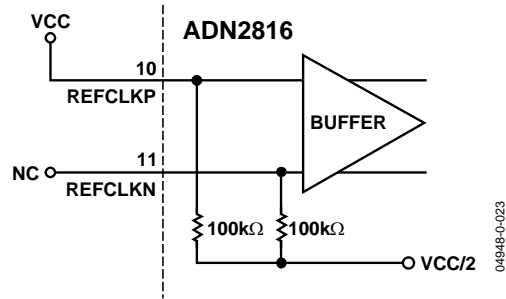 VCC
ADN2816
10
REFCLKP
BUFFER
11
NC
REFCLKN
100kΩ
100kΩ
VCC/2
04948-0-023